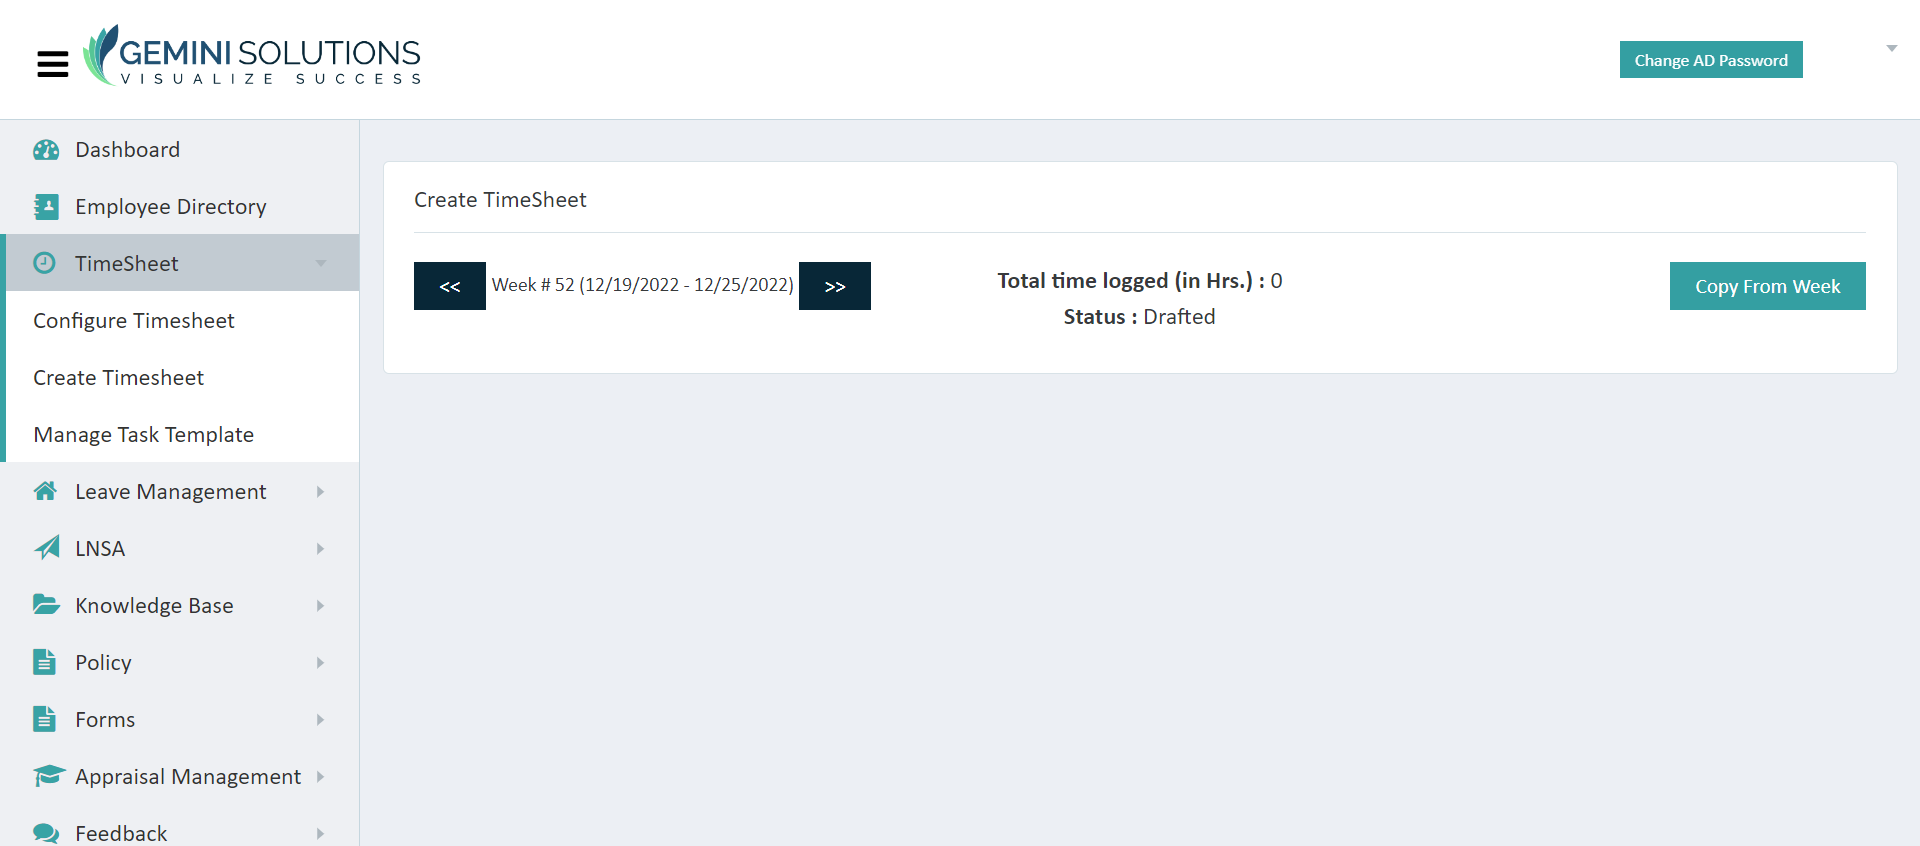 GEMINI SOLUTIONS
VISUALIZE SUCCESS
Change AD Password
Dashboard
Employee Directory
TimeSheet
Configure Timesheet
Create Timesheet
Manage Task Template
Leave Management
LNSA
Knowledge Base
Policy
Forms
Appraisal Management
Feedback
Create TimeSheet
<< Week # 52 (12/19/2022 - 12/25/2022) >>
Total time logged (in Hrs.) : 0
Status : Drafted
Copy From Week